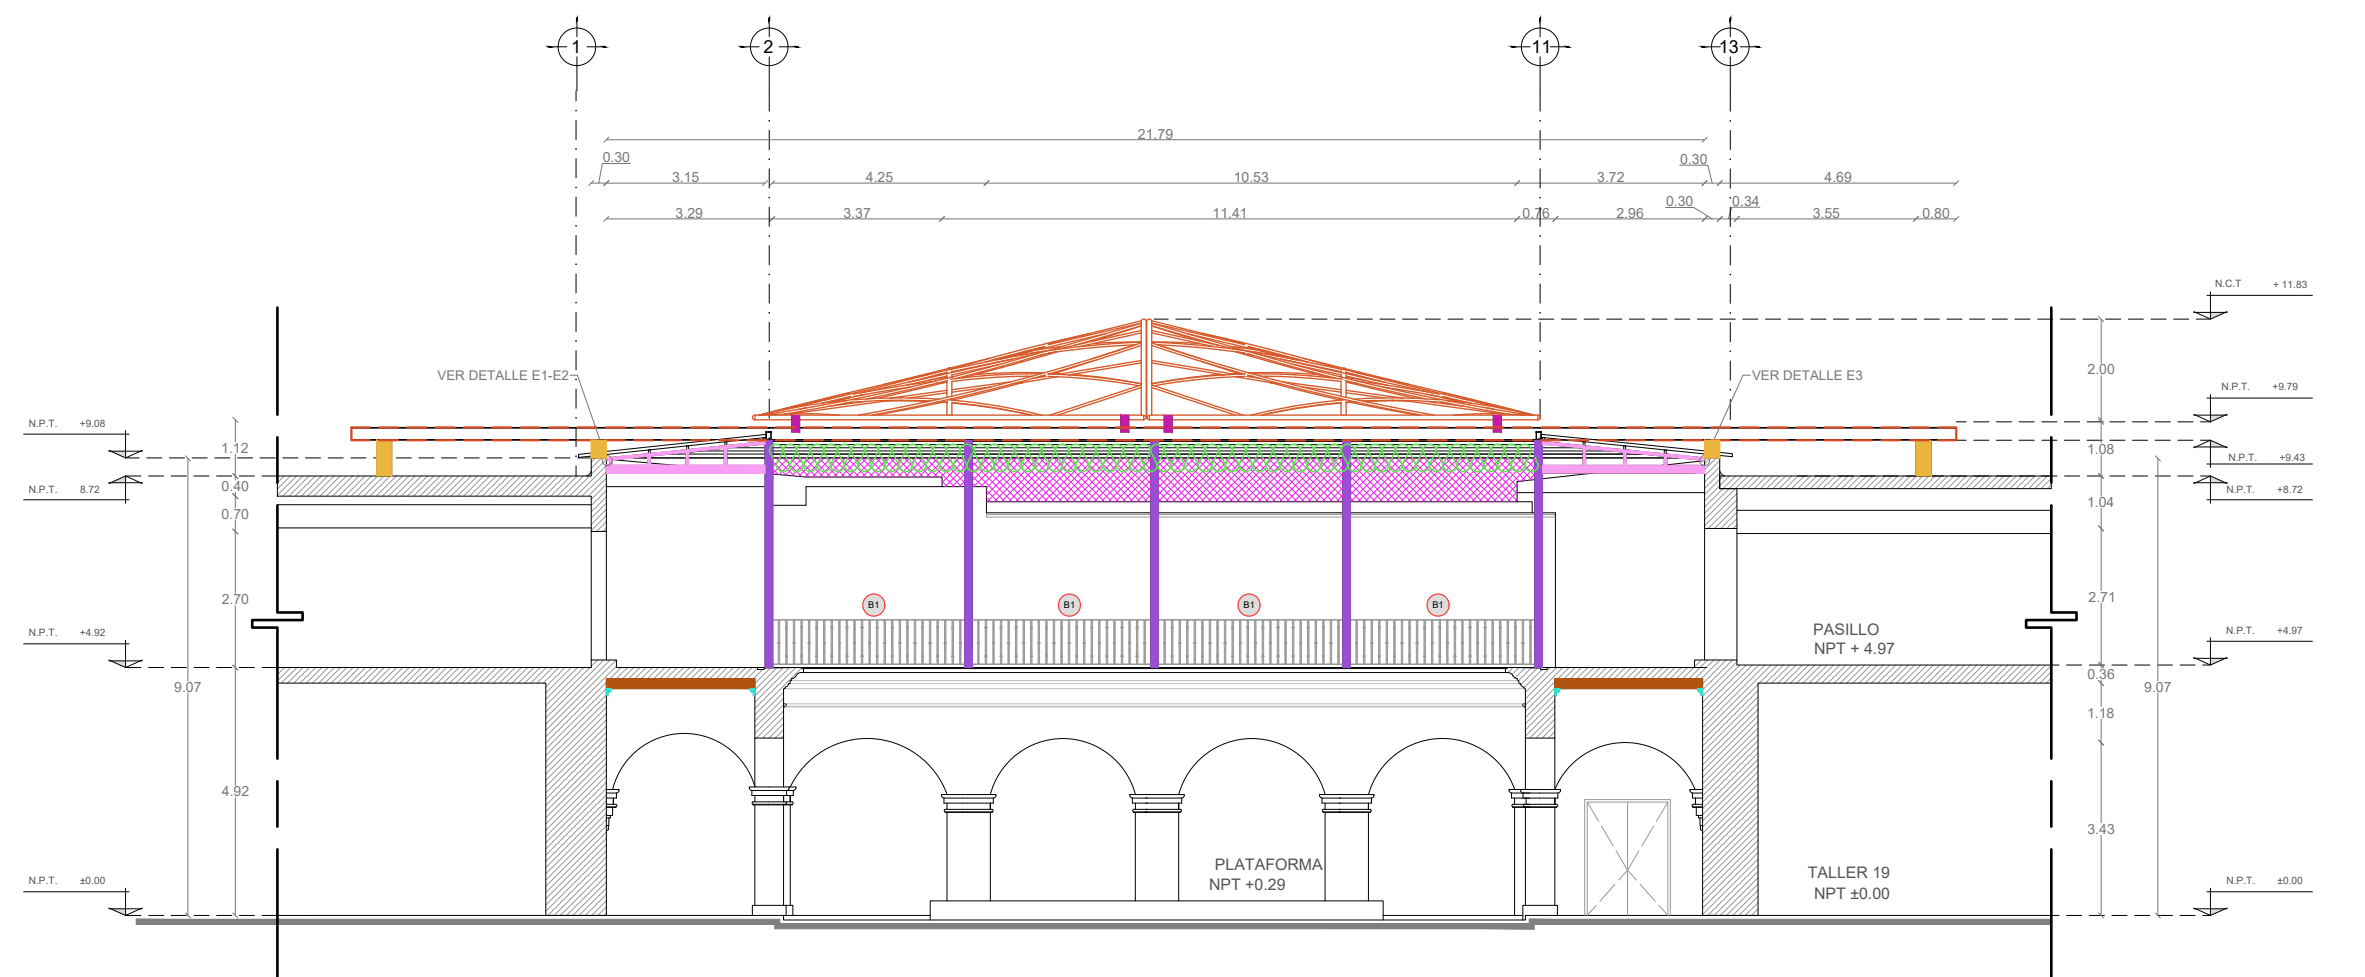 1
2
11
13
21.79
0.30
0.30
3.15
4.25
10.53
3.72
4.69
3.29
3.37
11.41
0.76
2.96
0.30
0.34
3.55
0.80
N.C.T + 11.83
VER DETALLE E1-E2
VER DETALLE E3
2.00
N.P.T. +9.79
N.P.T. +9.08
1.12
1.08
N.P.T. +9.43
N.P.T. 8.72
0.40
N.P.T. +8.72
0.70
1.04
2.70
B1
B1
B1
B1
2.71
N.P.T. +4.92
PASILLO
NPT + 4.97
N.P.T. +4.97
9.07
0.36
9.07
1.18
4.92
3.43
PLATAFORMA
NPT +0.29
TALLER 19
NPT ±0.00
N.P.T. ±0.00
N.P.T. ±0.00